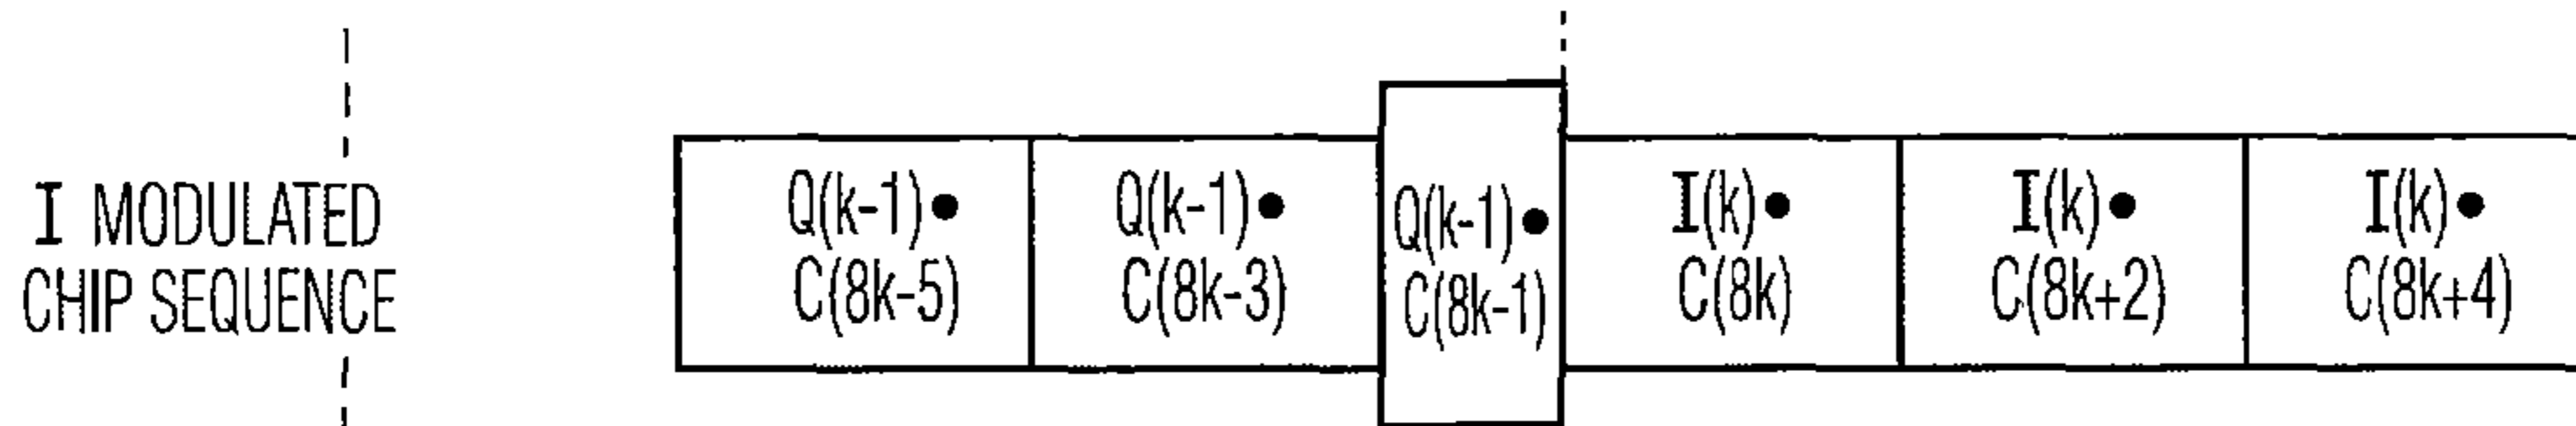 I MODULATED
CHIP SEQUENCE
Q(k-1)•
C(8k-5)
Q(k-1)•
C(8k-3)
Q(k-1)•
C(8k-1)
I(k)•
C(8k)
I(k)•
C(8k+2)
I(k)•
C(8k+4)